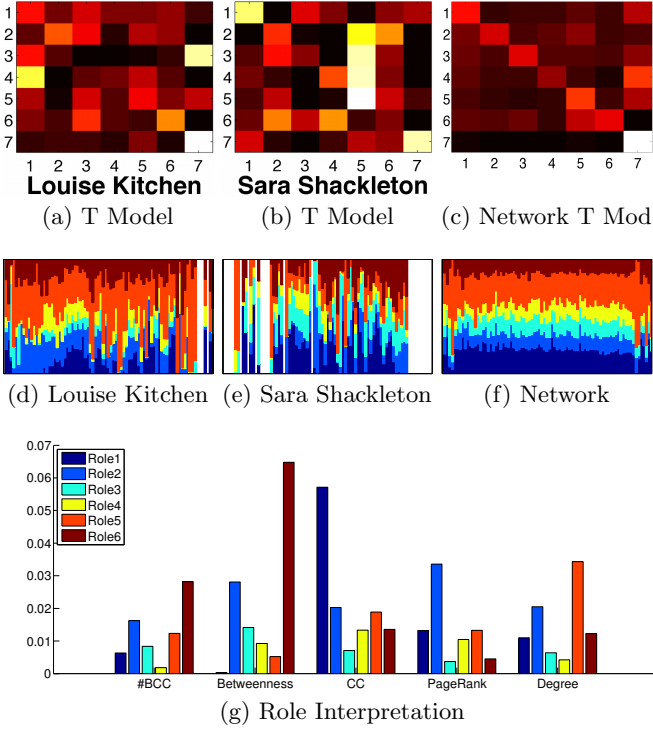 1
2
3
4
5
6
7
1 2 3 4 5 6 7
Louise Kitchen
(a) T Model
1
2
3
4
5
6
7
1 2 3 4 5 6 7
Sara Shackleton
(b) T Model
1
2
3
4
5
6
7
1 2 3 4 5 6 7
(c) Network T Mod
(d) Louise Kitchen
(e) Sara Shackleton
(f) Network
0.07
0.06
0.05
0.04
0.03
0.02
0.01
0
Role1
Role2
Role3
Role4
Role5
Role6
#BCC Betweenness CC PageRank Degree
(g) Role Interpretation